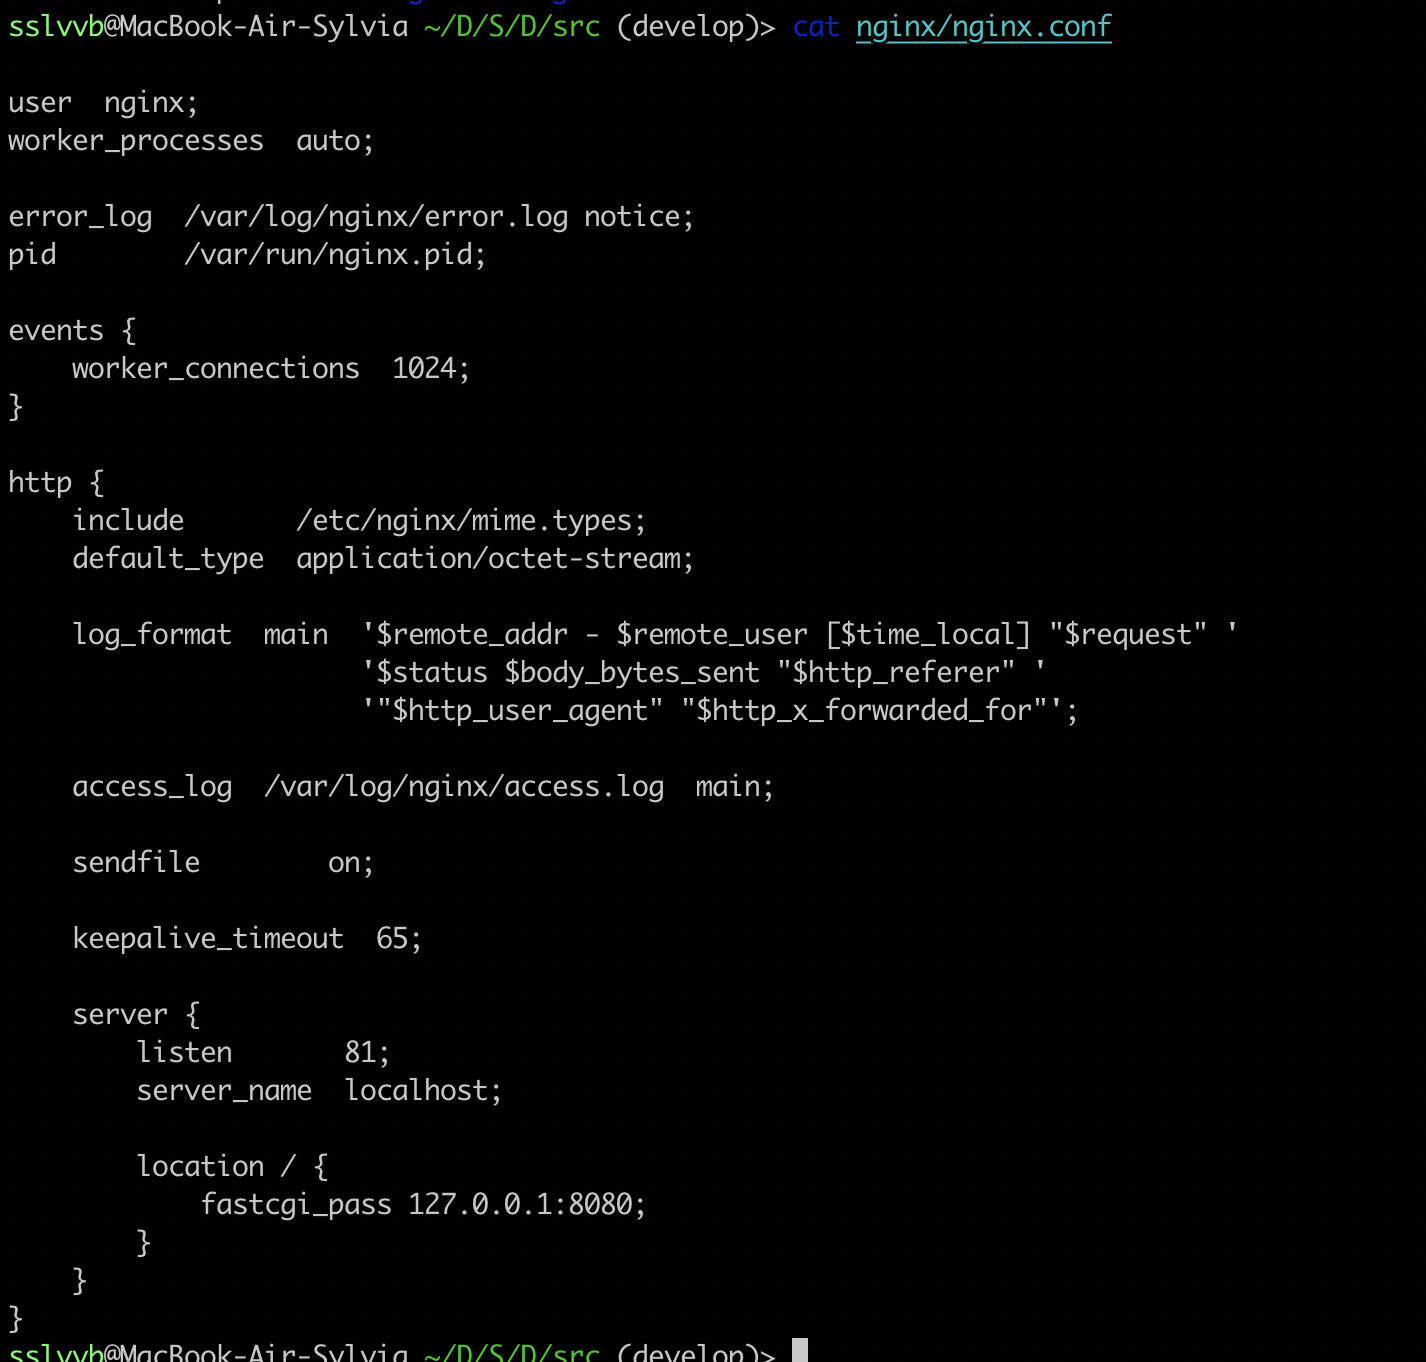 sslvvb@MacBook-Air-Sylvia ~/D/S/D/src (develop)> cat nginx/nginx.conf
user  nginx;
worker_processes  auto;
error_log  /var/log/nginx/error.log notice;
pid        /var/run/nginx.pid;
events {
    worker_connections  1024;
}
http {
    include       /etc/nginx/mime.types;
    default_type  application/octet-stream;
    log_format  main  '$remote_addr - $remote_user [$time_local] "$request" '
                      '$status $body_bytes_sent "$http_referer" '
                      '"$http_user_agent" "$http_x_forwarded_for"';
    access_log  /var/log/nginx/access.log  main;
    sendfile        on;
    keepalive_timeout  65;
    server {
        listen       81;
        server_name  localhost;
        location / {
            fastcgi_pass 127.0.0.1:8080;
        }
    }
}
sslvvb@MacBook-Air-Sylvia ~/D/S/D/src (develop)>